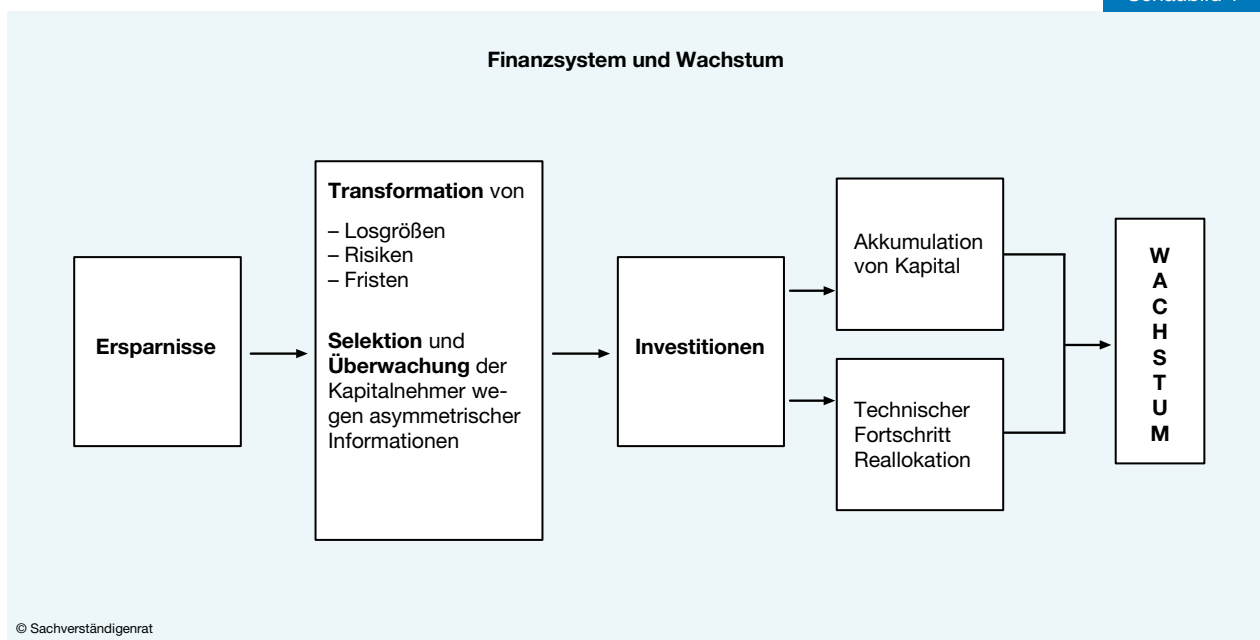 Finanzsystem und Wachstum
Ersparnisse
Transformation von
– Losgrößen
– Risiken
– Fristen
Selektion und
Überwachung der
Kapitalnehmer we-
gen asymmetrischer
Informationen
Investitionen
Akkumulation
von Kapital
Technischer
Fortschritt
Reallokation
W
A
C
H
S
T
U
M
© Sachverständigenrat